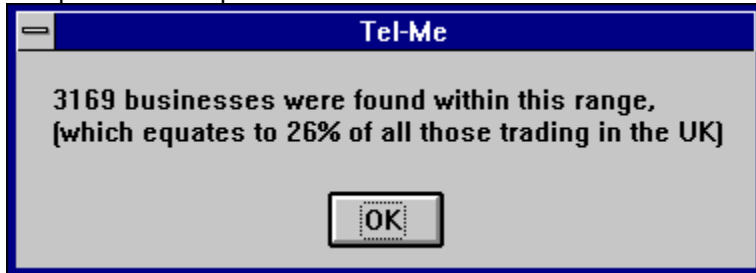 Tel-Me
3169 businesses were found within this range,
(which equates to 26% of all those trading in the UK)
OK